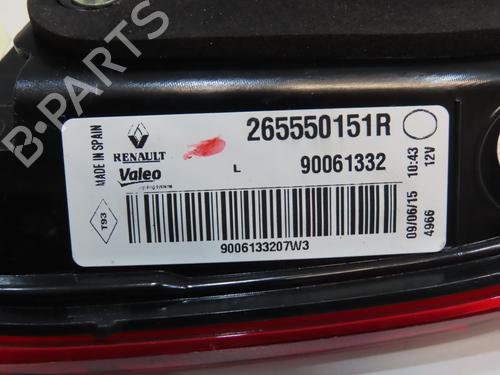 B-PARTS
MADE IN SPAIN
RENAULT
Valeo
265550151R
L
90061332
T93
9006133207W3
09/06/15 10:43
4966 12V